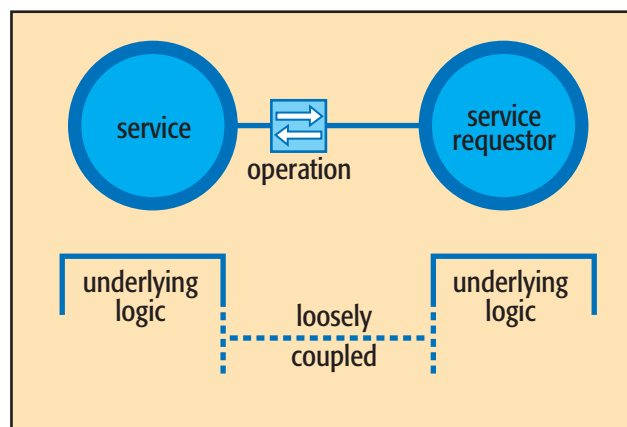 service
service
requestor
operation
underlying
logic
underlying
logic
loosely
coupled